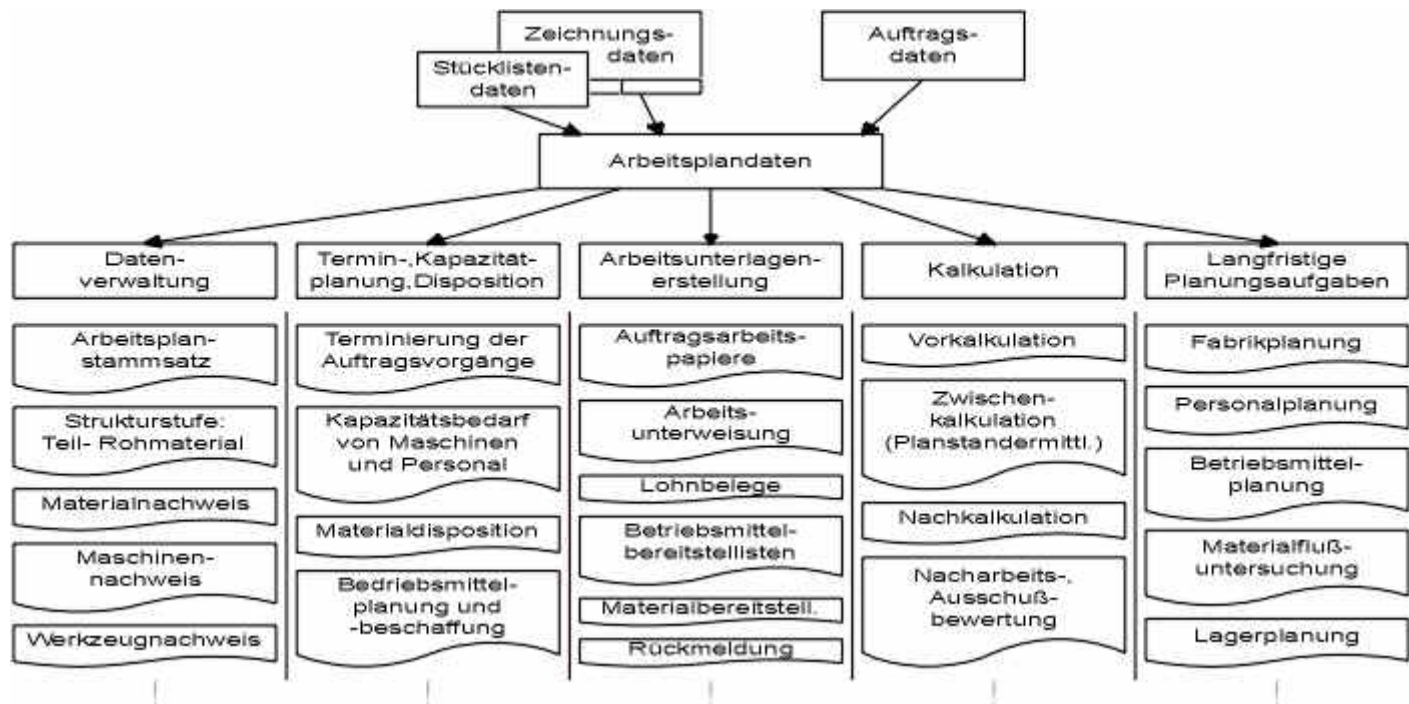 Zeichnungs-
daten
Stücklisten-
daten
Auftrags-
daten
Arbeitsplandaten
Daten-
verwaltung
Arbeitsplan-
stammsatz
Strukturstufe:
Teil- Rohmaterial
Materialnachweis
Maschinen-
nachweis
Werkzeugnachweis
Termin-,Kapazität-
planung,Disposition
Terminierung der
Auftragsvorgänge
Kapazitätsbedarf
von Maschinen
und Personal
Materialdisposition
Bedriebsmittel-
planung und
-beschaffung
Arbeitsunterlagen-
erstellung
Auftragsarbeits-
papiere
Arbeits-
unterweisung
Lohnbelege
Betriebsmittel-
bereitstellisten
Materialbereitstell.
Rückmeldung
Kalkulation
Vorkalkulation
Zwischen-
kalkulation
(Planstandermittl.)
Nachkalkulation
Nacharbeits-,
Ausschuß-
bewertung
Langfristige
Planungsaufgaben
Fabrikplanung
Personalplanung
Betriebsmittel-
planung
Materialfluß-
untersuchung
Lagerplanung